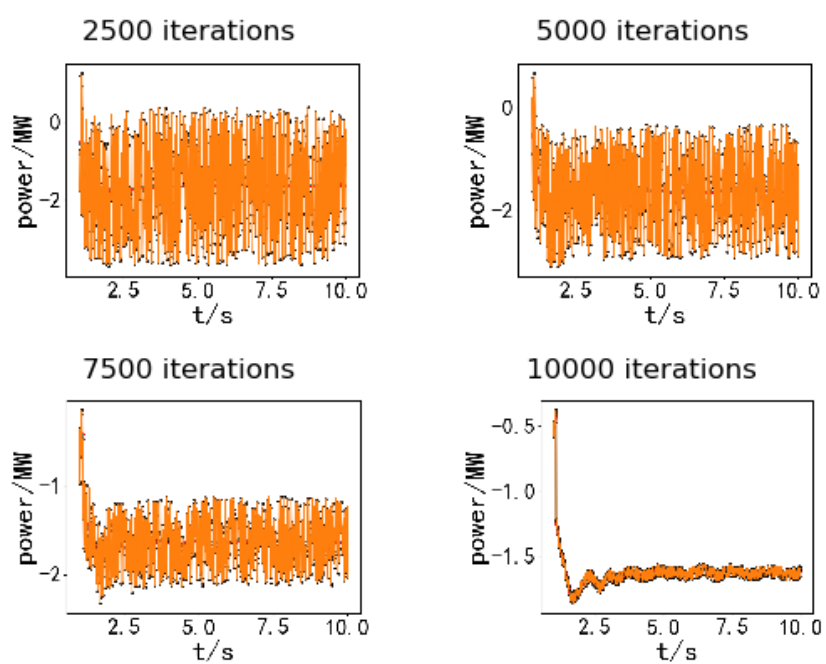 2500 iterations
0
-2
power/MW
2.5 5.0 7.5 10.0
t/s
5000 iterations
0
-2
power/MW
2.5 5.0 7.5 10.0
t/s
7500 iterations
-1
-2
power/MW
2.5 5.0 7.5 10.0
t/s
10000 iterations
-0.5
-1.0
-1.5
power/MW
2.5 5.0 7.5 10.0
t/s